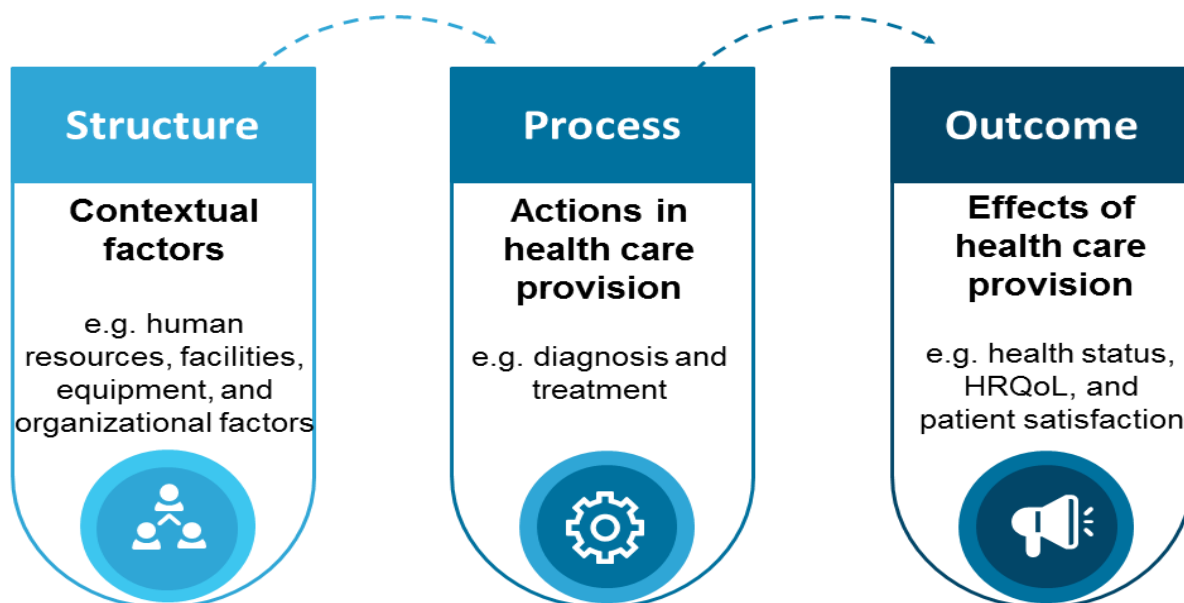 Structure
Contextual
factors
e.g. human
resources, facilities,
equipment, and
organizational factors
Process
Actions in
health care
provision
e.g. diagnosis and
treatment
Outcome
Effects of
health care
provision
e.g. health status,
HRQoL, and
patient satisfaction